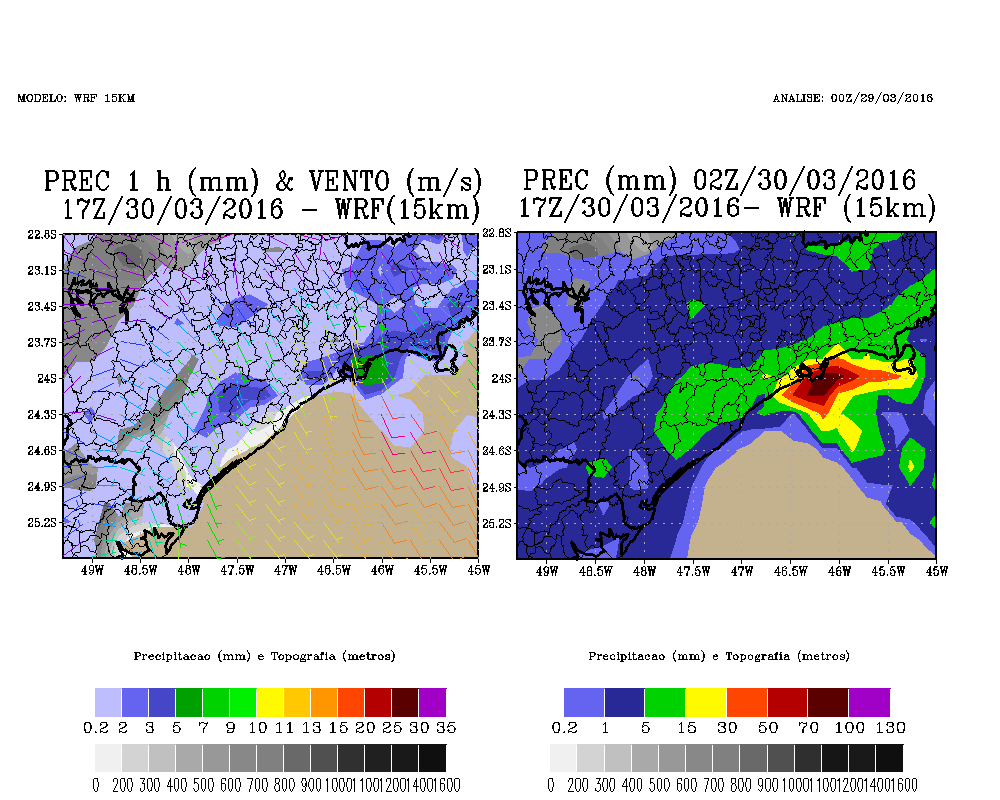 MODELO: WRF 15KM
ANALISE: 00Z/29/03/2016
PREC 1 h (mm) & VENTO (m/s)
17Z/30/03/2016 - WRF(15km)
PREC (mm) 02Z/30/03/2016
17Z/30/03/2016- WRF (15km)
22.8S
23.1S
23.4S
23.7S
24S
24.3S
24.6S
24.9S
25.2S
49W 48.5W 48W 47.5W 47W 46.5W 46W 45.5W 45W
22.8S
23.1S
23.4S
23.7S
24S
24.3S
24.6S
24.9S
25.2S
49W 48.5W 48W 47.5W 47W 46.5W 46W 45.5W 45W
Precipitacao (mm) e Topografia (metros)
0.2 2 3 5 7 9 10 11 13 15 20 25 30 35
0 200 300 400 500 600 700 800 900 1000 1100 1200 1400 1600
Precipitacao (mm) e Topografia (metros)
0.2 1 5 15 30 50 70 100 130
0 200 300 400 500 600 700 800 900 1000 1100 1200 1400 1600